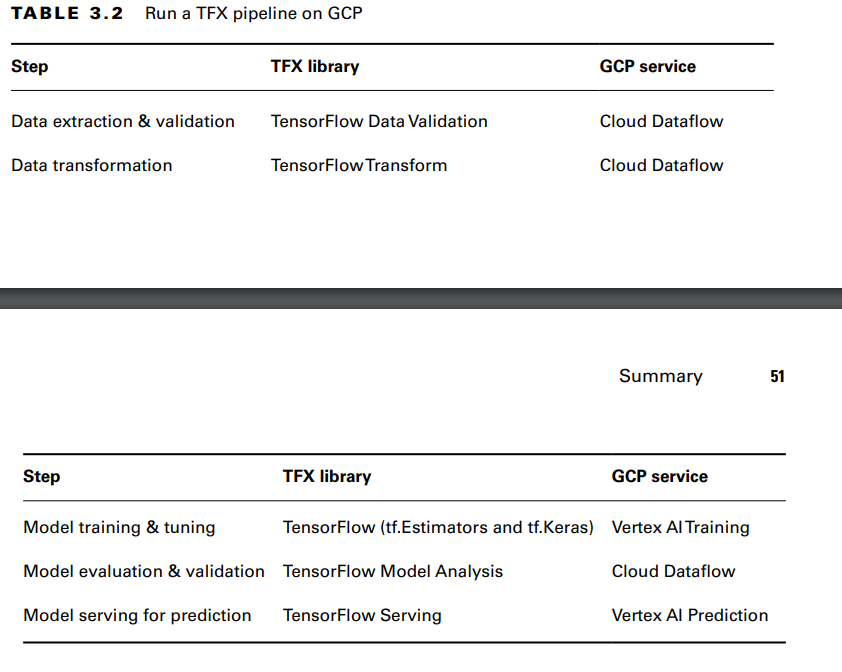 TABLE 3.2 Run a TFX pipeline on GCP
Step TFX library GCP service
Data extraction & validation TensorFlow Data Validation Cloud Dataflow
Data transformation TensorFlow Transform Cloud Dataflow
Summary 51
Step TFX library GCP service
Model training & tuning TensorFlow (tf.Estimators and tf.Keras) Vertex AI Training
Model evaluation & validation TensorFlow Model Analysis Cloud Dataflow
Model serving for prediction TensorFlow Serving Vertex AI Prediction